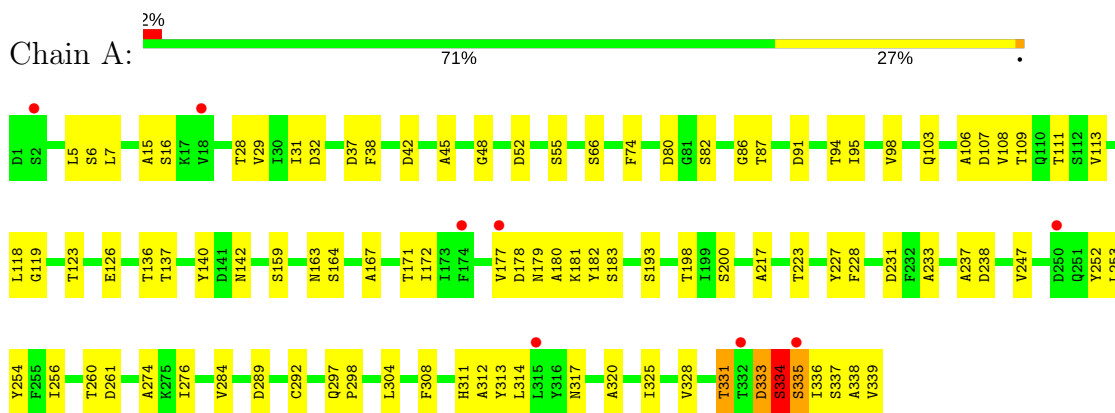 2%
Chain A:
71% 27% •
D1 S2 L5 S6 L7 A15 S16 K17 V18 T28 V29 I30 I31 D32 D37 F38 D42 A45 G48 D52 S55 S66 F74 D80 G81 S82 G86 T87 D91 T94 I95 V98 Q103 A106 D107 V108 T109 Q110 T111 S112 V113
L118 G119 T123 E126 T136 T137 Y140 D141 N142 S159 N163 S164 A167 T171 I172 I173 F174 V177 D178 N179 A180 K181 Y182 S183 S193 T198 I199 S200 A217 T223 Y227 F228 D231 F232 A233 A237 D238 V247 D250 Q251 Y252 L253
Y254 F255 I256 T260 D261 A274 K275 I276 V284 D289 C292 Q297 P298 L304 F308 H311 A312 Y313 L314 L315 Y316 N317 A320 I325 V328 T331 T332 D333 S334 S335 I336 S337 A338 V339